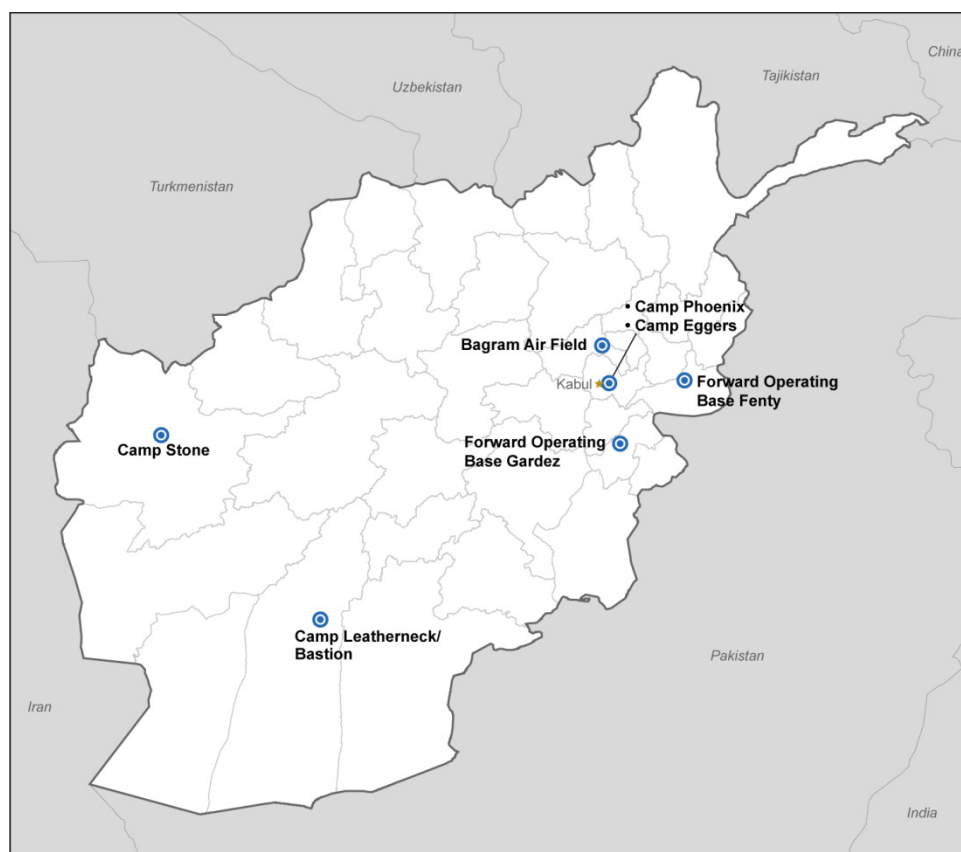 China
Uzbekistan
Tajikistan
Turkmenistan
• Camp Phoenix
• Camp Eggers
Bagram Air Field
Kabul
Forward Operating
Base Fenty
Camp Stone
Forward Operating
Base Gardez
Camp Leatherneck/
Bastion
Pakistan
Iran
India